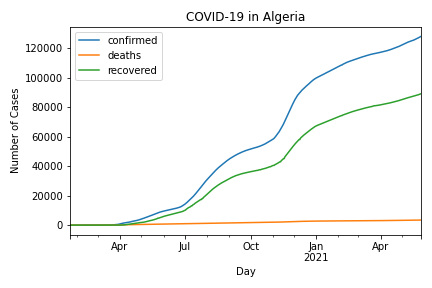 COVID-19 in Algeria
confirmed
deaths
recovered
Number of Cases
120000
100000
80000
60000
40000
20000
0
Apr
Jul
Oct
Jan
2021
Apr
Day